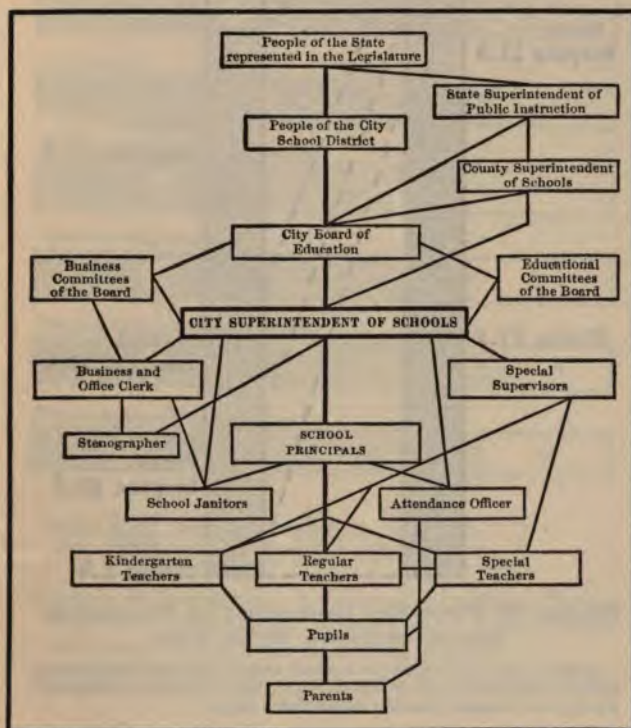 People of the State
represented in the Legislature
State Superintendent of
Public Instruction
People of the City
School District
County Superintendent
of Schools
City Board of
Education
Business
Committees
of the Board
Educational
Committees
of the Board
CITY SUPERINTENDENT OF SCHOOLS
Business and
Office Clerk
Special
Supervisors
Stenographer
SCHOOL
PRINCIPALS
School Janitors
Attendance Officer
Kindergarten
Teachers
Regular
Teachers
Special
Teachers
Pupils
Parents